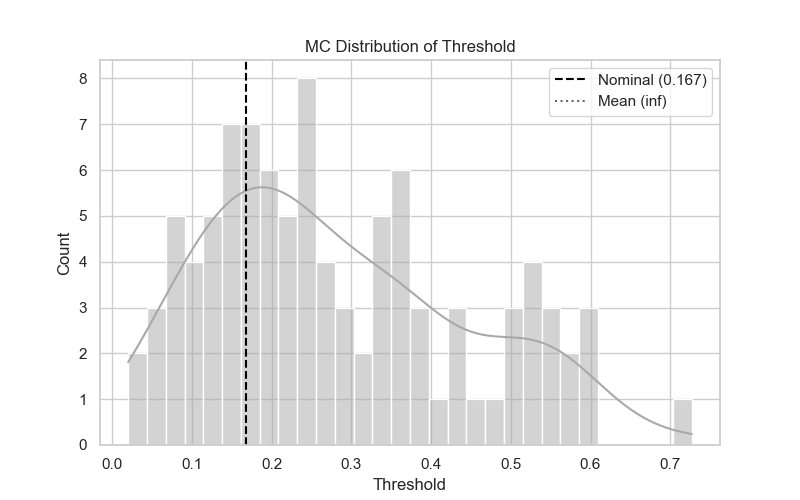 MC Distribution of Threshold
Nominal (0.167)
Mean (inf)
Count
8
7
6
5
4
3
2
1
0
0.0 0.1 0.2 0.3 0.4 0.5 0.6 0.7
Threshold